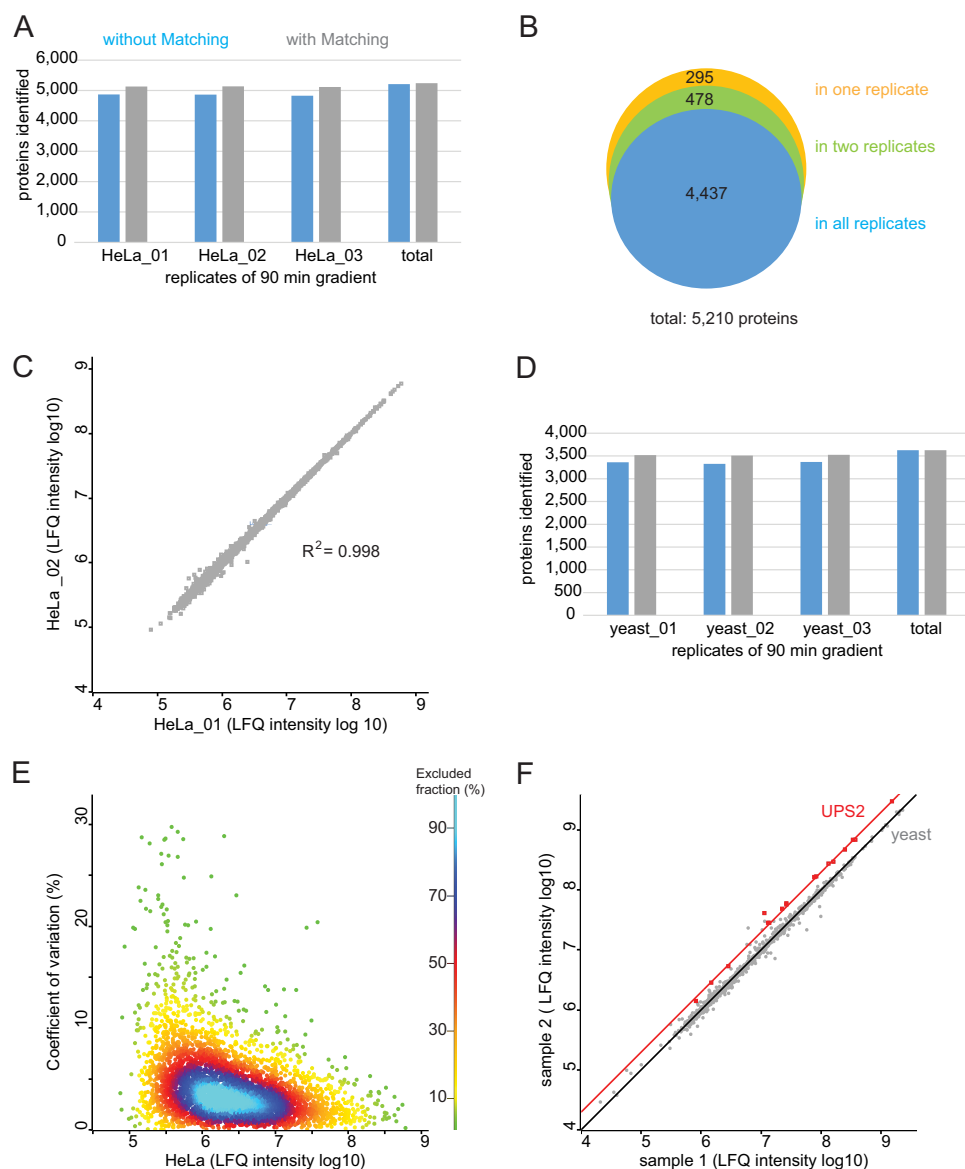 A
without Matching
with Matching
6,000
5,000
4,000
3,000
2,000
1,000
0
proteins identified
HeLa_01 HeLa_02 HeLa_03 total
replicates of 90 min gradient
B
295
478
4,437
in one replicate
in two replicates
in all replicates
total: 5,210 proteins
C
9
8
7
6
5
4
HeLa _02 (LFQ intensity log10)
R2= 0.998
4 5 6 7 8 9
HeLa_01 (LFQ intensity log 10)
D
4,000
3,500
3,000
2,500
2,000
1,500
1,000
500
0
proteins identified
yeast_01 yeast_02 yeast_03 total
replicates of 90 min gradient
E
30
20
10
0
Coefficient of variation (%)
5 6 7 8 9
HeLa (LFQ intensity log10)
Excluded
fraction (%)
90
70
50
30
10
F
UPS2
yeast
9
8
7
6
5
4
sample 2 ( LFQ intensity log10)
4 5 6 7 8 9
sample 1 (LFQ intensity log10)